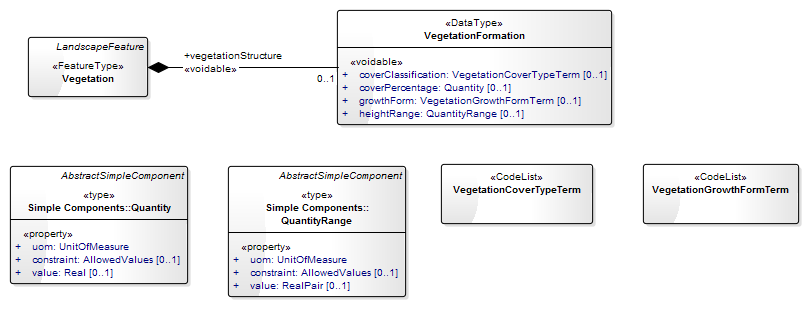 LandscapeFeature
«FeatureType»
Vegetation
+vegetationStructure
«voidable»
0..1
«DataType»
VegetationFormation
«voidable»
+ coverClassification: VegetationCoverTypeTerm [0..1]
+ coverPercentage: Quantity [0..1]
+ growthForm: VegetationGrowthFormTerm [0..1]
+ heightRange: QuantityRange [0..1]
AbstractSimpleComponent
«type»
Simple Components::Quantity
«property»
+ uom: UnitOfMeasure
+ constraint: AllowedValues [0..1]
+ value: Real [0..1]
AbstractSimpleComponent
«type»
Simple Components::
QuantityRange
«property»
+ uom: UnitOfMeasure
+ constraint: AllowedValues [0..1]
+ value: RealPair [0..1]
«CodeList»
VegetationCoverTypeTerm
«CodeList»
VegetationGrowthFormTerm